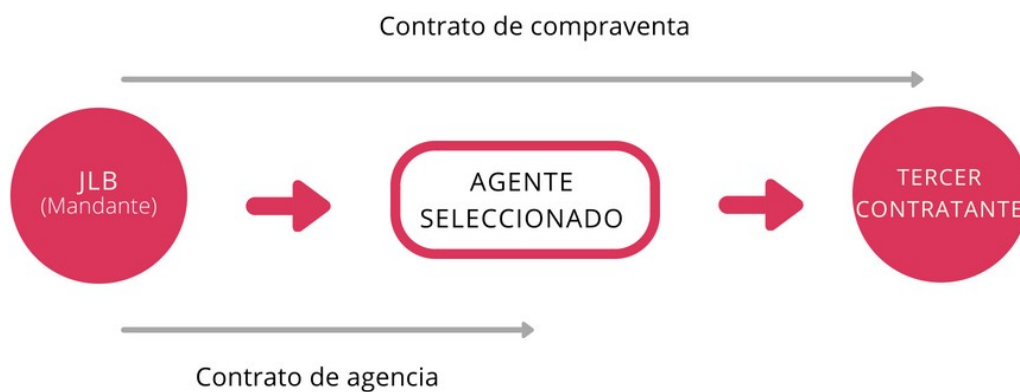 Contrato de compraventa
JLB
(Mandante)
AGENTE
SELECCIONADO
TERCER
CONTRATANTE
Contrato de agencia